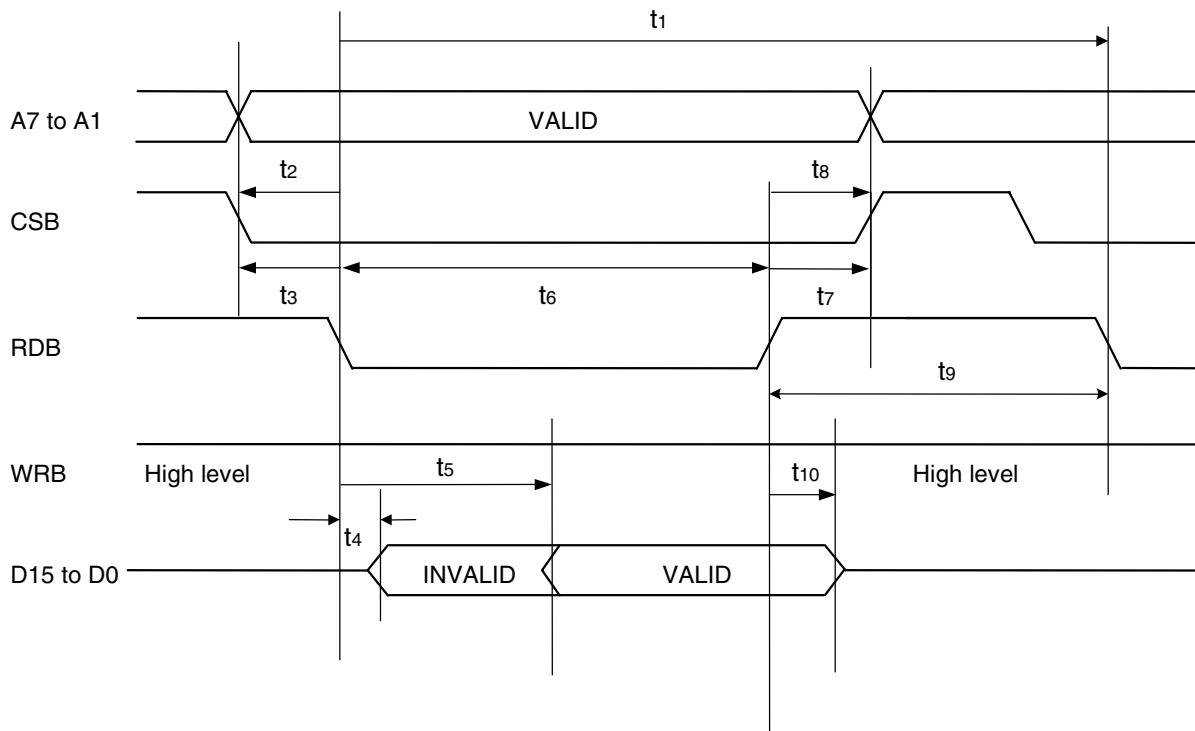 t1
A7 to A1
VALID
t2
t8
CSB
t3
t6
t7
RDB
t9
WRB
High level
t5
t10
High level
t4
D15 to D0
INVALID
VALID